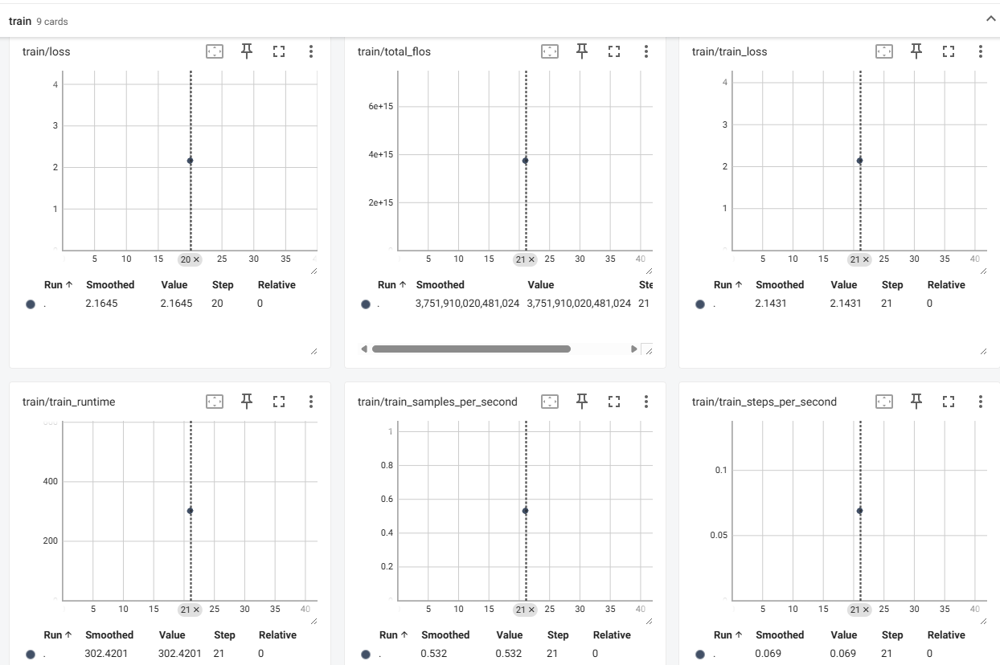 train 9 cards
train/loss
4
3
2
1
5 10 15 20 × 25 30 35
Run ↑ Smoothed Value Step Relative
. 2.1645 2.1645 20 0
train/total_flos
6e+15
4e+15
2e+15
5 10 15 21 × 25 30 35 40
Run ↑ Smoothed Value Ste
. 3,751,910,020,481,024 3,751,910,020,481,024 21
train/train_loss
4
3
2
1
5 10 15 21 × 25 30 35 40
Run ↑ Smoothed Value Step Relative
. 2.1431 2.1431 21 0
train/train_runtime
400
200
5 10 15 21 × 25 30 35 40
Run ↑ Smoothed Value Step Relative
. 302.4201 302.4201 21 0
train/train_samples_per_second
1
0.8
0.6
0.4
0.2
5 10 15 21 × 25 30 35 40
Run ↑ Smoothed Value Step Relative
. 0.532 0.532 21 0
train/train_steps_per_second
0.1
0.05
5 10 15 21 × 25 30 35 40
Run ↑ Smoothed Value Step Relative
. 0.069 0.069 21 0